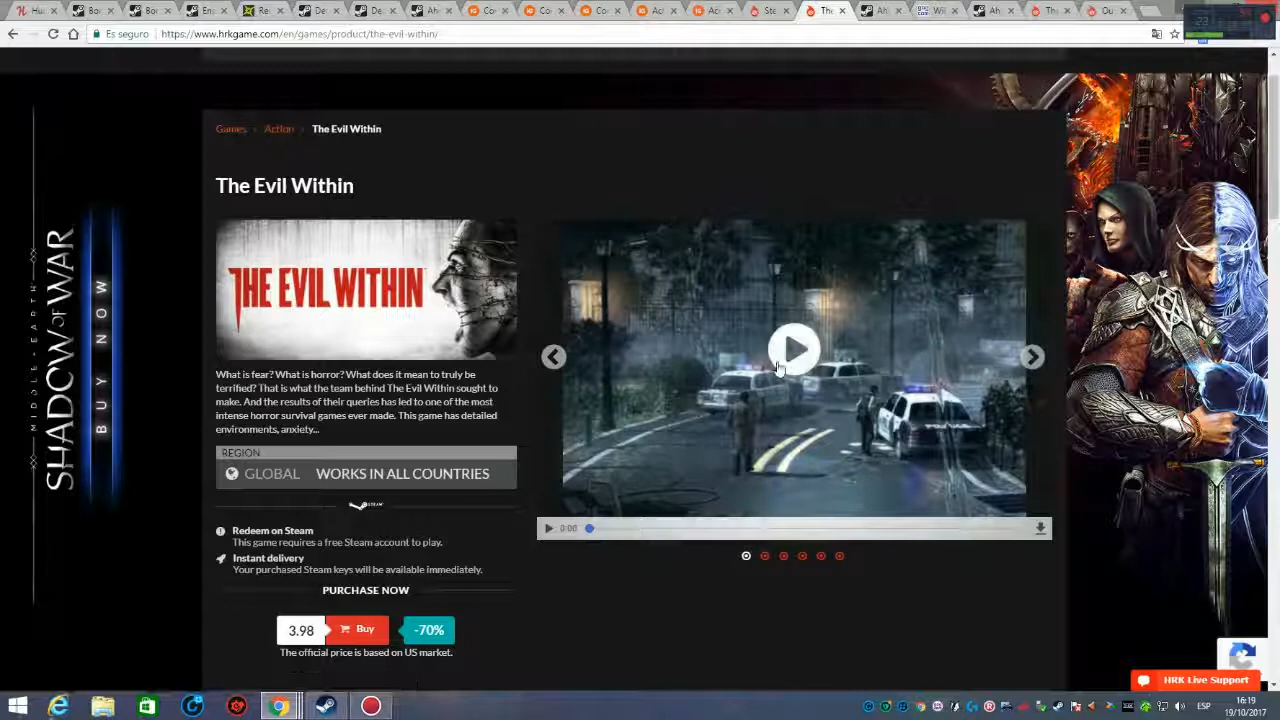 Es seguro https://www.hrkgame.com/en/games/product/the-evil-within/
Games Action The Evil Within
The Evil Within
THE EVIL WITHIN
What is fear? What is horror? What does it mean to truly be
terrified? That is what the team behind The Evil Within sought to
make. And the results of their queries has led to one of the most
intense horror survival games ever made. This game has detailed
environments, anxiety...
REGION
GLOBAL WORKS IN ALL COUNTRIES
STEAM
Redeem on Steam
This game requires a free Steam account to play.
Instant delivery
Your purchased Steam keys will be available immediately.
PURCHASE NOW
3.98 Buy -70%
The official price is based on US market.
0:00
MIDDLE-EARTH
SHADOW OF WAR
BUY NOW
HRK Live Support
ESP
16:19
19/10/2017